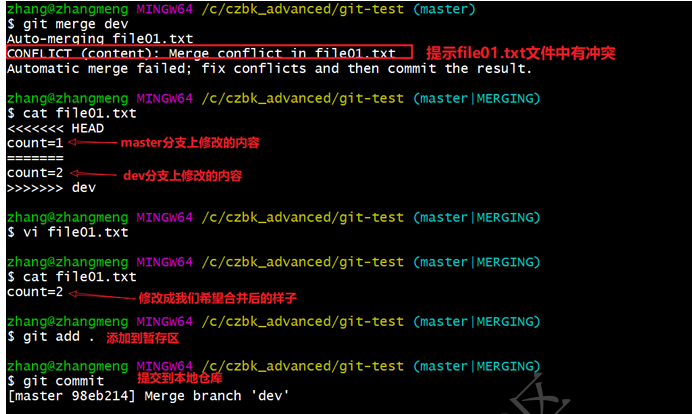 zhang@zhangmeng MINGW64 /c/czbk_advanced/git-test (master)
$ git merge dev
Auto-merging file01.txt
CONFLICT (content): Merge conflict in file01.txt 提示file01.txt文件中有冲突
Automatic merge failed; fix conflicts and then commit the result.
zhang@zhangmeng MINGW64 /c/czbk_advanced/git-test (master|MERGING)
$ cat file01.txt
<<<<<<< HEAD
count=1 master分支上修改的内容
=======
count=2 dev分支上修改的内容
>>>>>>> dev
zhang@zhangmeng MINGW64 /c/czbk_advanced/git-test (master|MERGING)
$ vi file01.txt
zhang@zhangmeng MINGW64 /c/czbk_advanced/git-test (master|MERGING)
$ cat file01.txt
count=2 修改成我们希望合并后的样子
zhang@zhangmeng MINGW64 /c/czbk_advanced/git-test (master|MERGING)
$ git add . 添加到暂存区
zhang@zhangmeng MINGW64 /c/czbk_advanced/git-test (master|MERGING)
$ git commit 提交到本地仓库
[master 98eb214] Merge branch 'dev'